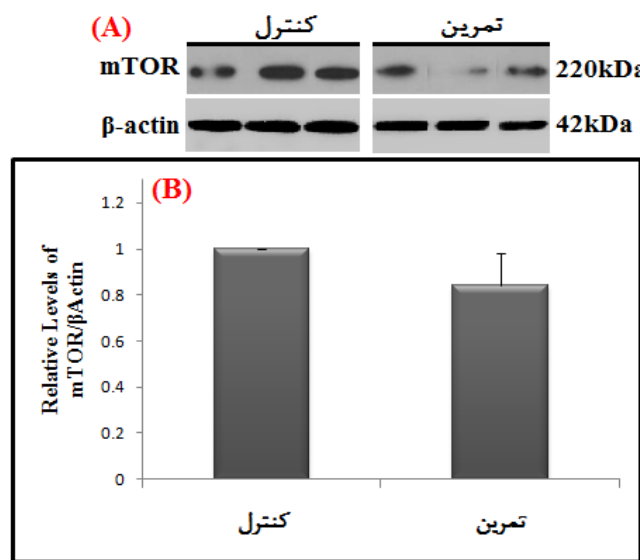 (A)
کنترل تمرین
mTOR 220kDa
β-actin 42kDa
(B)
Relative Levels of
mTOR/βActin
1.2
1
0.8
0.6
0.4
0.2
0
کنترل تمرین